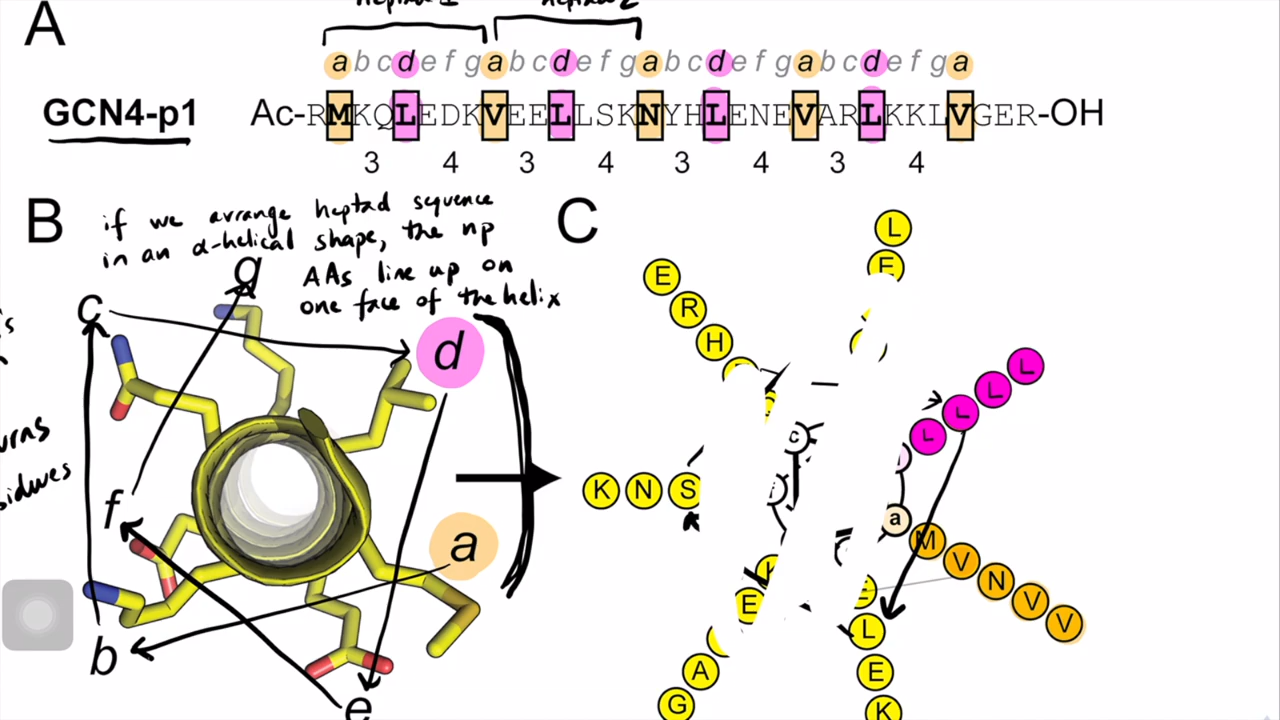 A
a b c d e f g a b c d e f g a b c d e f g a b c d e f g a
GCN4-p1 Ac-RMKQLEDKVEELLSKNYHLENEVARLKKLVGER-OH
3 4 3 4 3 4 3 4
B
if we arrange heptad sequence
in an α-helical shape, the np
AAs line up on
one face of the helix
c
g
d
f
a
b
e
C
L
E
E
R
H
K N S
c
L
L
L
L
a
M
V
N
V
V
E
A
G
L
E
K